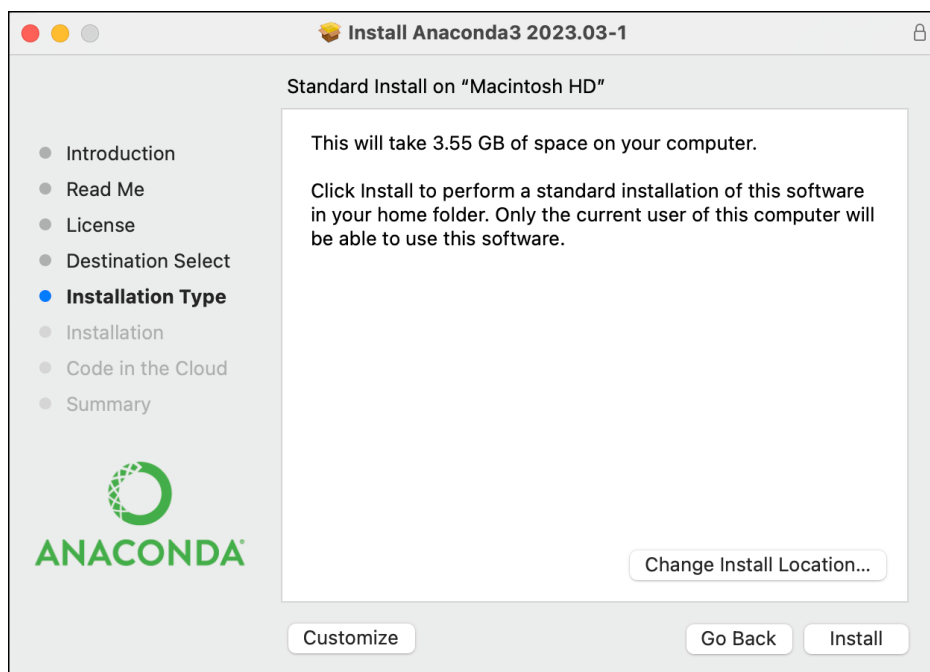 Install Anaconda3 2023.03-1
Standard Install on “Macintosh HD”
Introduction
Read Me
License
Destination Select
Installation Type
Installation
Code in the Cloud
Summary
ANACONDA®
This will take 3.55 GB of space on your computer.
Click Install to perform a standard installation of this software
in your home folder. Only the current user of this computer will
be able to use this software.
Change Install Location...
Customize
Go Back
Install